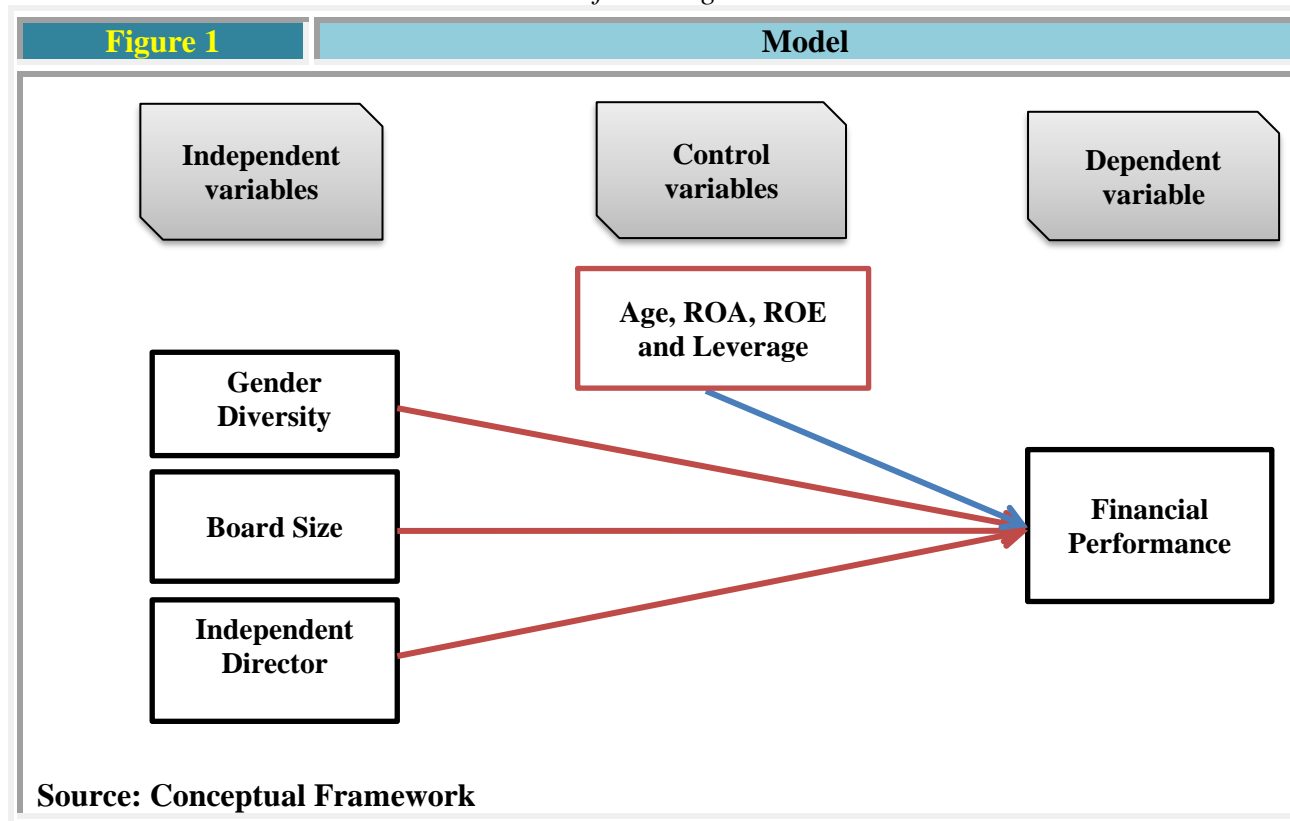 Figure 1
Model
Independent
variables
Control
variables
Dependent
variable
Age, ROA, ROE
and Leverage
Gender
Diversity
Board Size
Independent
Director
Financial
Performance
Source: Conceptual Framework